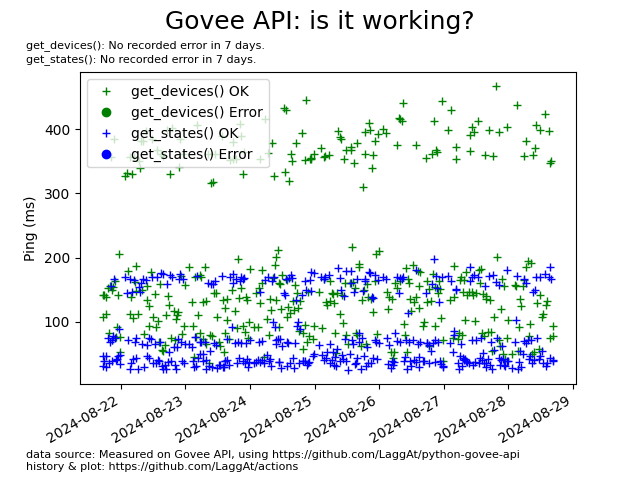 Govee API: is it working?
get_devices(): No recorded error in 7 days.
get_states(): No recorded error in 7 days.
get_devices() OK
get_devices() Error
get_states() OK
get_states() Error
Ping (ms)
400
300
200
100
2024-08-22
2024-08-23
2024-08-24
2024-08-25
2024-08-26
2024-08-27
2024-08-28
2024-08-29
data source: Measured on Govee API, using https://github.com/LaggAt/python-govee-api
history & plot: https://github.com/LaggAt/actions